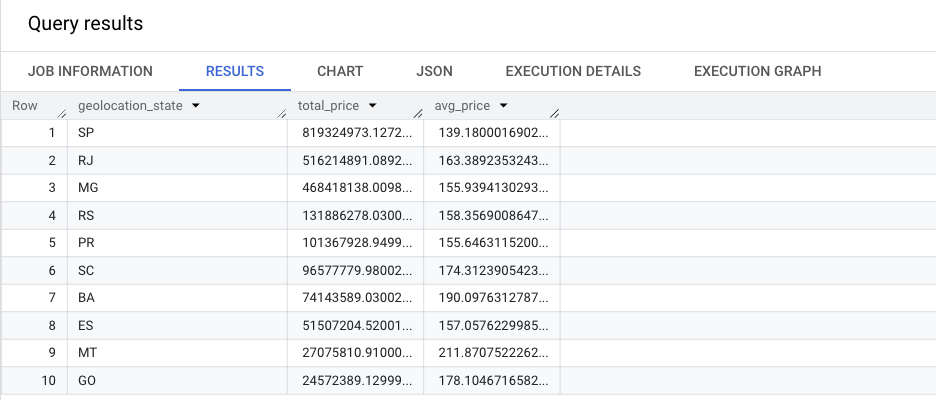 Query results
JOB INFORMATION RESULTS CHART JSON EXECUTION DETAILS EXECUTION GRAPH
Row geolocation_state total_price avg_price
1 SP 819324973.1272... 139.1800016902...
2 RJ 516214891.0892... 163.3892353243...
3 MG 468418138.0098... 155.9394130293...
4 RS 131886278.0300... 158.3569008647...
5 PR 101367928.9499... 155.6463115200...
6 SC 96577779.98002... 174.3123905423...
7 BA 74143589.03002... 190.0976312787...
8 ES 51507204.52001... 157.0576229985...
9 MT 27075810.91000... 211.8707522262...
10 GO 24572389.12999... 178.1046716582...